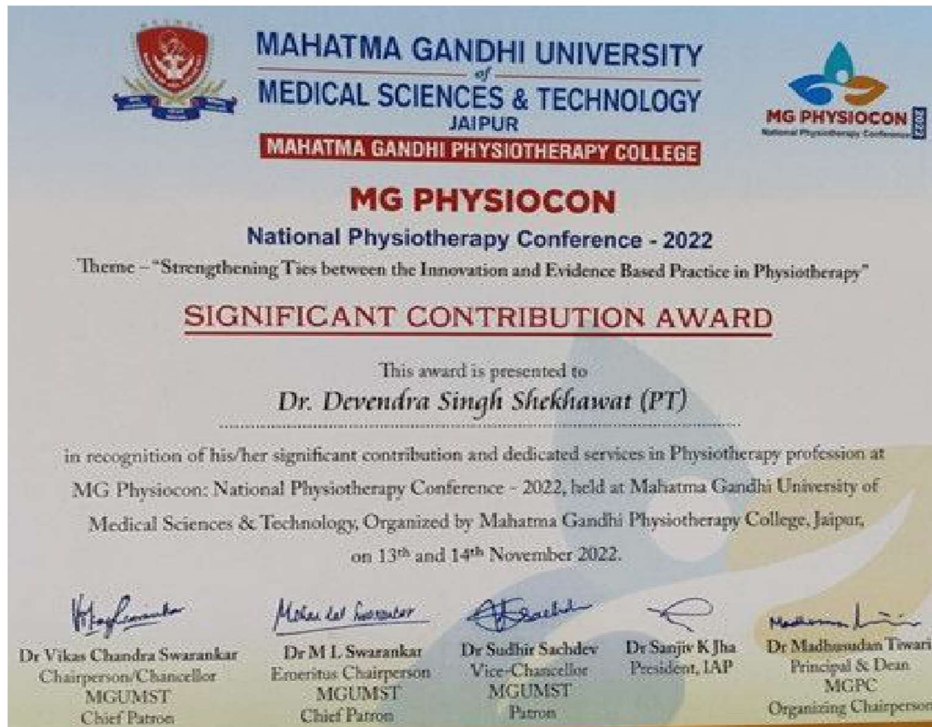 MAHATMA GANDHI UNIVERSITY
of
MEDICAL SCIENCES & TECHNOLOGY
JAIPUR
MAHATMA GANDHI PHYSIOTHERAPY COLLEGE
MG PHYSIOCON 2022
National Physiotherapy Conference
MG PHYSIOCON
National Physiotherapy Conference - 2022
Theme – "Strengthening Ties between the Innovation and Evidence Based Practice in Physiotherapy"
SIGNIFICANT CONTRIBUTION AWARD
This award is presented to
Dr. Devendra Singh Shekhawat (PT)
in recognition of his/her significant contribution and dedicated services in Physiotherapy profession at
MG Physiocon: National Physiotherapy Conference - 2022, held at Mahatma Gandhi University of
Medical Sciences & Technology, Organized by Mahatma Gandhi Physiotherapy College, Jaipur,
on 13th and 14th November 2022.
Dr Vikas Chandra Swarankar
Chairperson/Chancellor
MGUMST
Chief Patron
Dr M L Swarankar
Emeritus Chairperson
MGUMST
Chief Patron
Dr Sudhir Sachdev
Vice-Chancellor
MGUMST
Patron
Dr Sanjiv K Jha
President, IAP
Dr Madhusudan Tiwari
Principal & Dean
MGPC
Organizing Chairperson